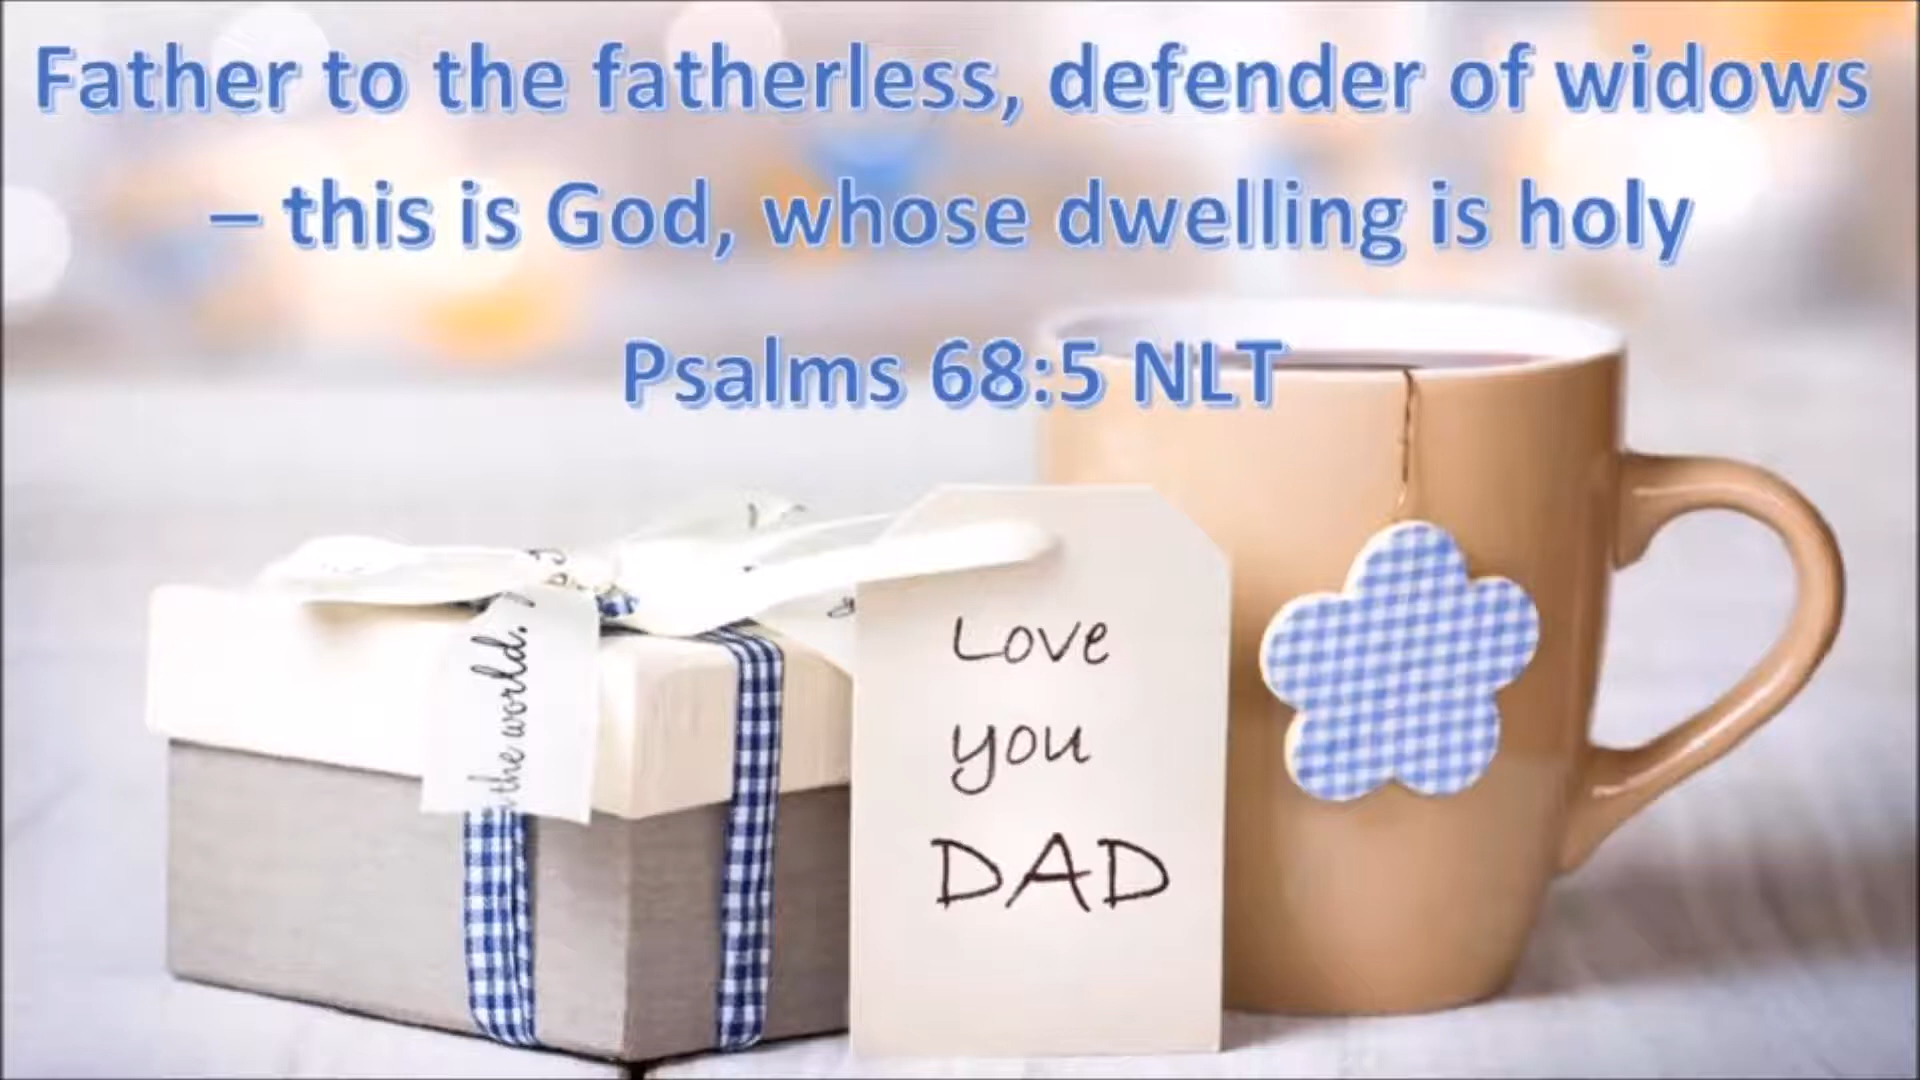 Father to the fatherless, defender of widows
– this is God, whose dwelling is holy
Psalms 68:5 NLT
the world.
Love
you
DAD